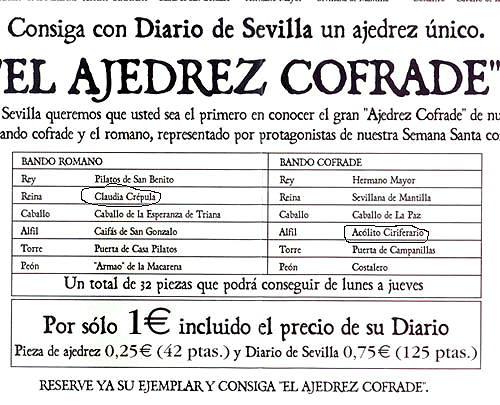 Consiga con Diario de Sevilla un ajedrez único.
"EL AJEDREZ COFRADE"
Sevilla queremos que usted sea el primero en conocer el gran "Ajedrez Cofrade" de nu
ando cofrade y el romano, representado por protagonistas de nuestra Semana Santa co
BANDO ROMANO BANDO COFRADE
Rey Pilatos de San Benito Rey Hermano Mayor
Reina Claudia Crépula Reina Sevillana de Mantilla
Caballo Caballo de la Esperanza de Triana Caballo Caballo de La Paz
Alfil Caifás de San Gonzalo Alfil Acólito Ciriferario
Torre Puerta de Casa Pilatos Torre Puerta de Campanillas
Peón "Armao" de la Macarena Peón Costalero
Un total de 32 piezas que podrá conseguir de lunes a jueves
Por sólo 1€ incluido el precio de su Diario
Pieza de ajedrez 0,25€ (42 ptas.) y Diario de Sevilla 0,75€ (125 ptas.)
RESERVE YA SU EJEMPLAR Y CONSIGA "EL AJEDREZ COFRADE".